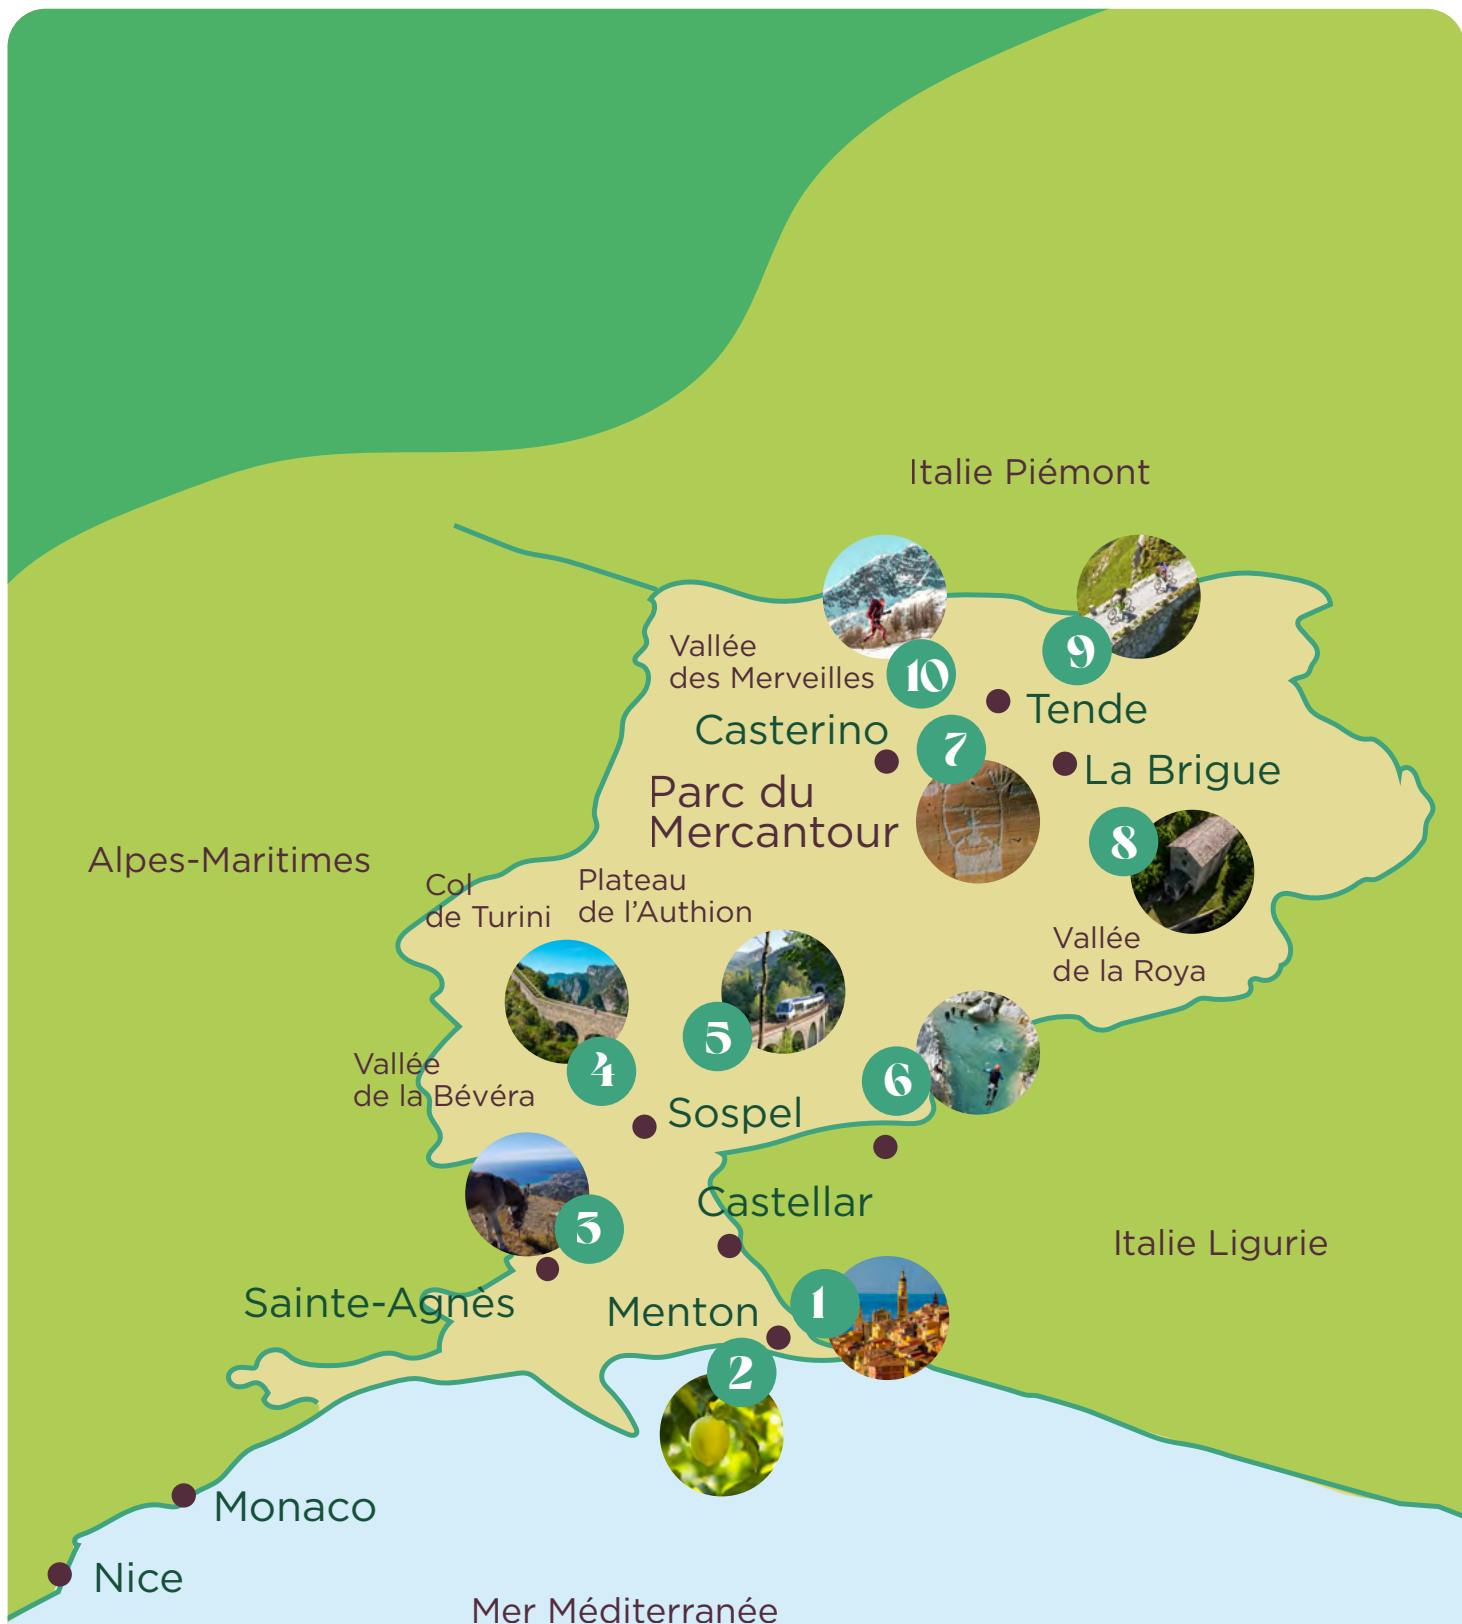 Italie Piémont
Vallée
des Merveilles
10
9
Tende
Casterino
7
La Brigue
Parc du
Mercantour
8
Alpes-Maritimes
Col
de Turini
Plateau
de l’Authion
Vallée
de la Roya
5
4
6
Vallée
de la Bévéra
Sospel
Castellar
3
Italie Ligurie
Sainte-Agnès
Menton
1
2
Monaco
Nice
Mer Méditerranée